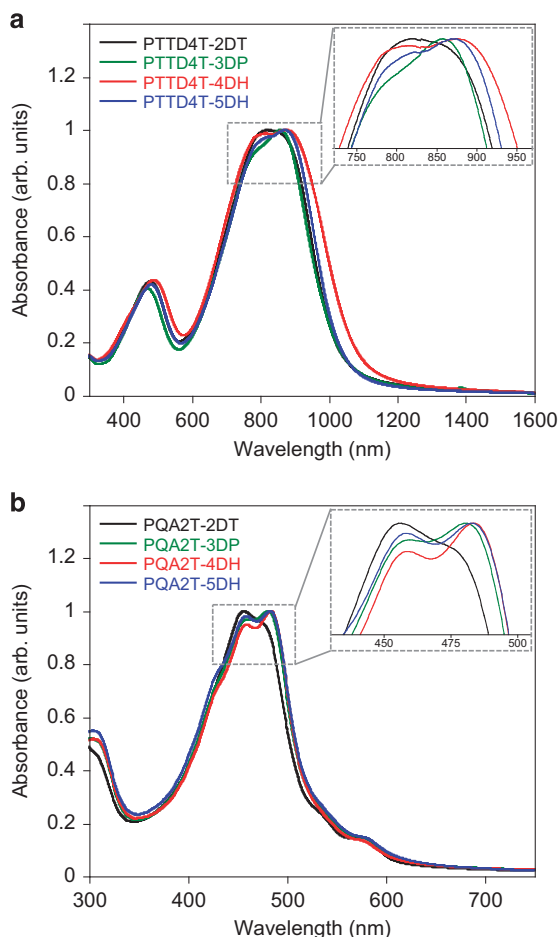 a
PTTD4T-2DT
PTTD4T-3DP
PTTD4T-4DH
PTTD4T-5DH
750 800 850 900 950
Absorbance (arb. units)
1.2
1
0.8
0.6
0.4
0.2
0
400 600 800 1000 1200 1400 1600
Wavelength (nm)
b
PQA2T-2DT
PQA2T-3DP
PQA2T-4DH
PQA2T-5DH
450 475 500
Absorbance (arb. units)
1.2
1
0.8
0.6
0.4
0.2
0
300 400 500 600 700
Wavelength (nm)